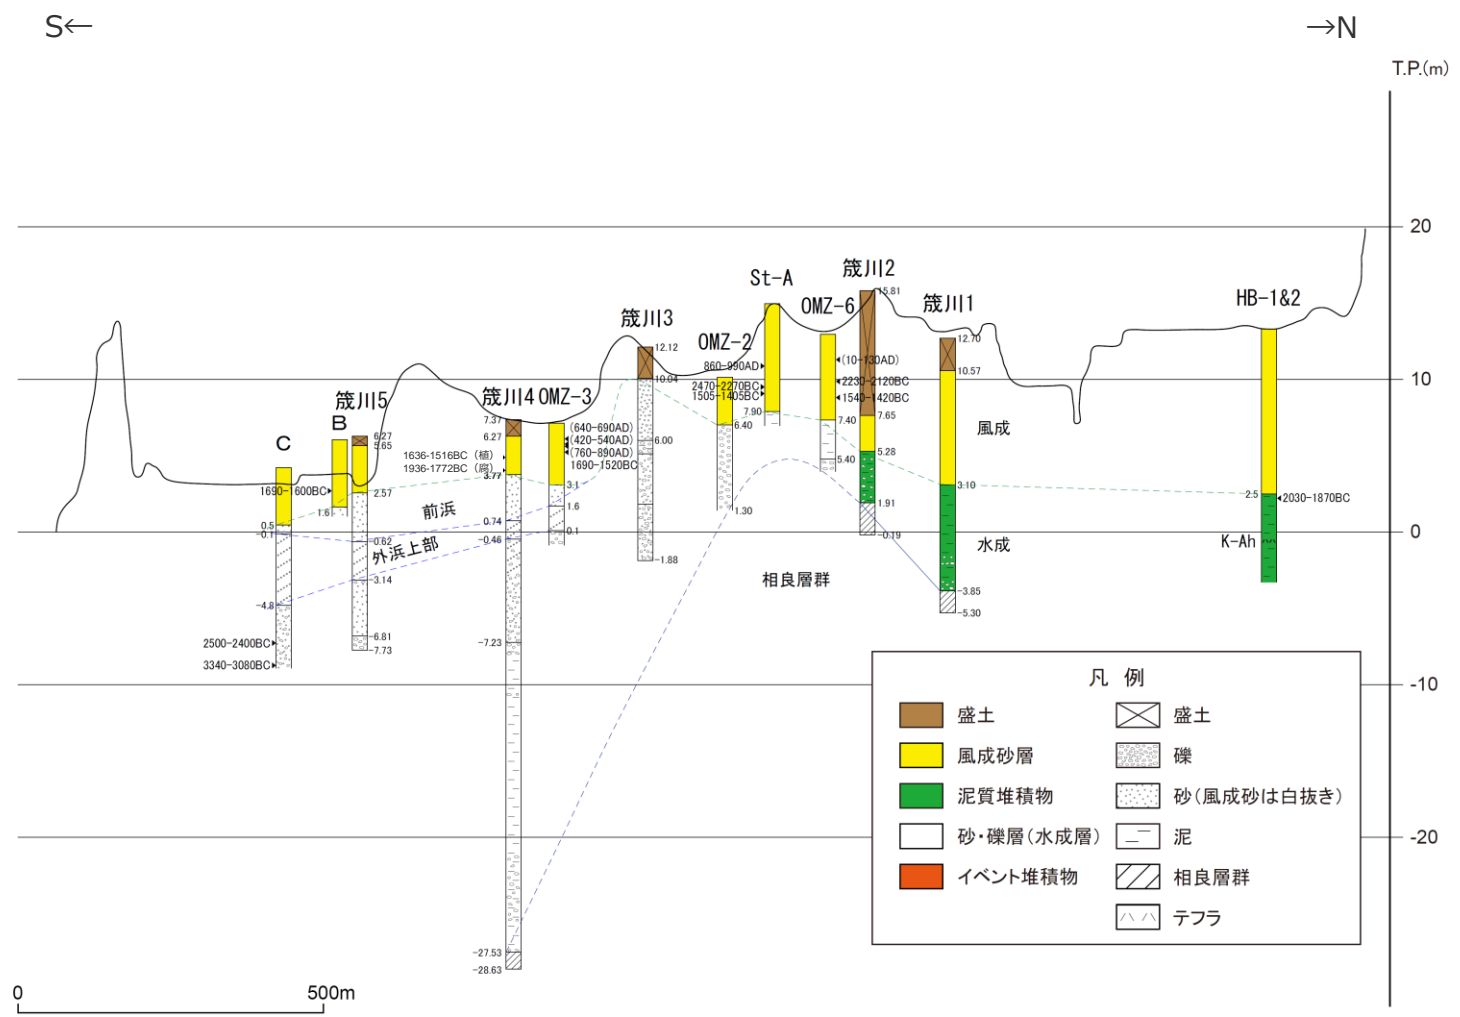 S←
→N
T.P.(m)
20
10
0
-10
-20
C
0.5
-0.1
-4.8
2500-2400BC
3340-3080BC
B
1690-1600BC
1.6
筬川5
6.27
5.65
2.57
-0.62
-3.14
-6.81
-7.73
前浜
外浜上部
筬川4
7.37
6.27
1636-1516BC（植）
1936-1772BC（腐）
3.77
0.74
-0.46
-7.23
-27.53
-28.63
OMZ-3
(640-690AD)
(420-540AD)
(760-890AD)
1690-1520BC
3.1
1.6
0.1
筬川3
12.12
10.04
6.00
-1.88
OMZ-2
6.40
1.30
St-A
860-990AD
2470-2270BC
1505-1405BC
7.90
OMZ-6
(10-130AD)
2230-2120BC
1540-1420BC
7.40
5.40
筬川2
15.81
7.65
5.28
1.91
-0.19
筬川1
12.70
10.57
3.10
-3.85
-5.30
風成
水成
相良層群
HB-1&2
2.5
2030-1870BC
K-Ah
凡 例
盛土
盛土
風成砂層
礫
泥質堆積物
砂（風成砂は白抜き）
砂・礫層（水成層）
泥
イベント堆積物
相良層群
テフラ
0
500m